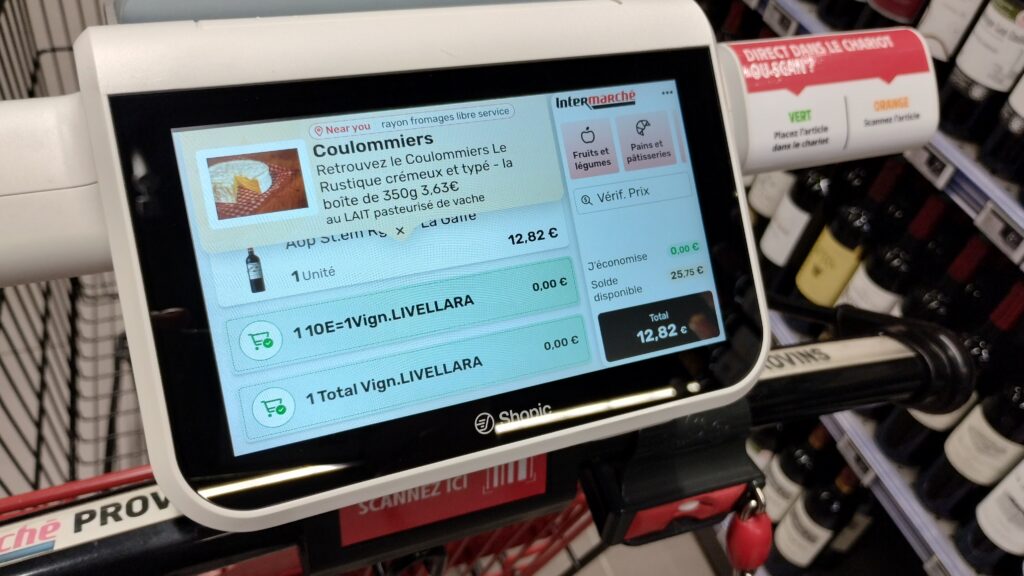 Near you rayon fromages libre service
Coulommiers
Retrouvez le Coulommiers Le
Rustique crémeux et typé - la
boîte de 350g 3,63€
au LAIT pasteurisé de vache
×
Aop St.em La Gaffe
1 Unité
12,82 €
1 10E=1Vign.LIVELLARA
0.00 €
1 Total Vign.LIVELLARA
0.00 €
Intermarché
Fruits et
légumes
Pains et
pâtisseries
Vérif. Prix
J'économise 0,00 €
Solde
disponible
25,75 €
Total
12,82 €
Shopic
DIRECT DANS LE CHARIOT
OU SCAN ?
VERT
Placez l'article
dans le chariot
ORANGE
Scannez l'article
PROVINS
ché PROVINS
SCANNEZ ICI